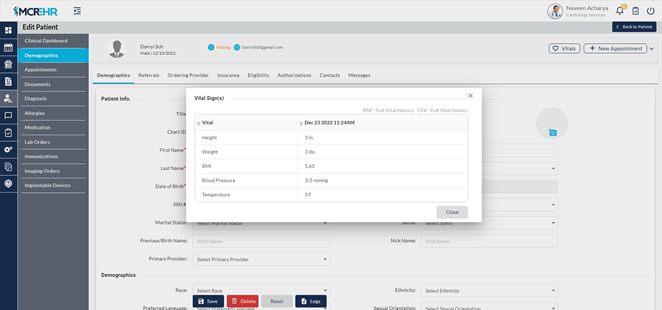 MCREHR
Naveen Acharya
Cardiology Services
Edit Patient
Back to Patient
Clinical Dashboard
Demographics
Appointments
Documents
Diagnosis
Allergies
Medication
Lab Orders
Immunizations
Imaging Orders
Implantable Devices
Darryl Sch
Male | 12/15/2022
Missing
DarrylSch@gmail.com
Vitals
New Appointment
Demographics Referrals Ordering Provider Insurance Eligibility Authorizations Contacts Messages
Patient Info.
Title
Chart ID
First Name*
Last Name*
Date of Birth*
SSN #
Marital Status
Select Marital Status
Select Suffix
Previous/Birth Name:
Birth Name
Nick Name:
Nick Name
Primary Provider:
Select Primary Provider
Vital Sign(s)
PDF - Full Vital History CSV - Full Vital History
Vital Dec 23 2022 11:24AM
Height 3 in
Weight 3-lbs
BMI 1.63
Blood Pressure 3/3 mmHg
Temperature 3 F
Close
Demographics
Race:
Select Race
Ethnicity:
Select Ethnicity
Preferred Language:
Sexual Orientation:
Select Sexual Orientation
Save
Delete
Reset
Logs